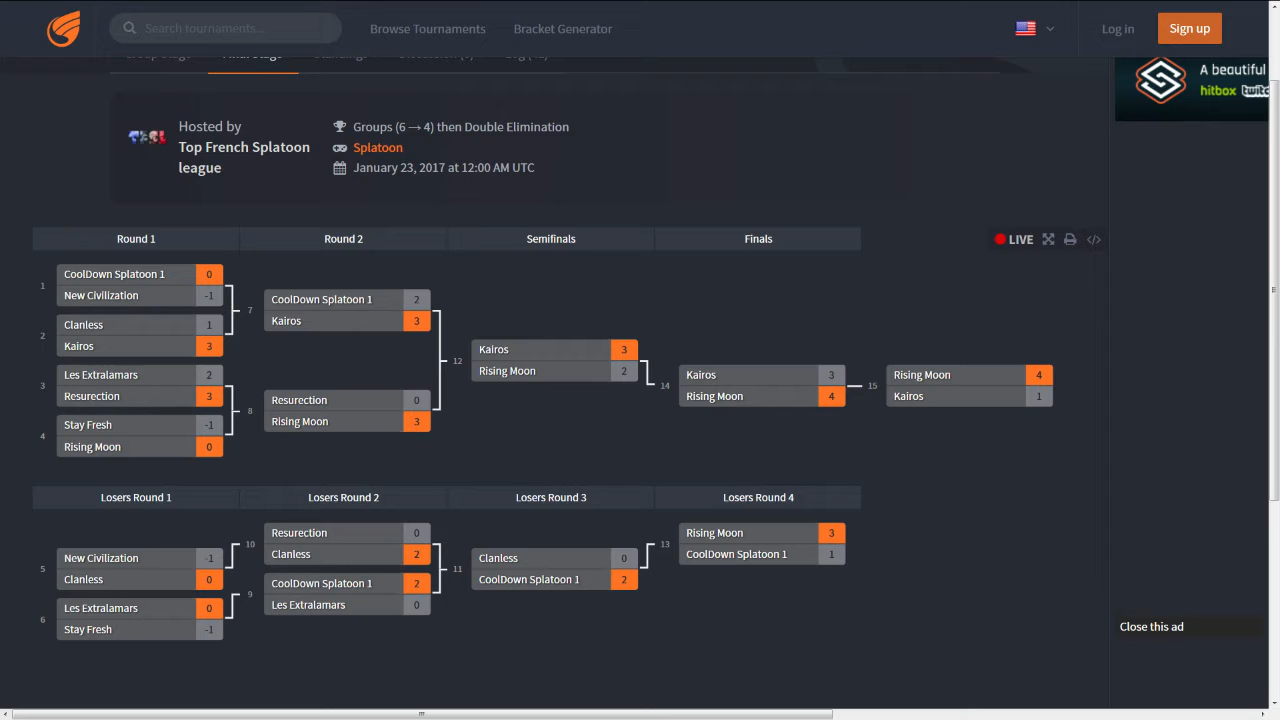 Search tournaments...
Browse Tournaments
Bracket Generator
Log in
Sign up
A beautiful
hitbox twitc
Hosted by
Top French Splatoon
league
Groups (6 → 4) then Double Elimination
Splatoon
January 23, 2017 at 12:00 AM UTC
Round 1
Round 2
Semifinals
Finals
LIVE
1
CoolDown Splatoon 1 0
New Civilization -1
2
Clanless 1
Kairos 3
3
Les Extralamars 2
Resurection 3
4
Stay Fresh -1
Rising Moon 0
7
CoolDown Splatoon 1 2
Kairos 3
8
Resurection 0
Rising Moon 3
12
Kairos 3
Rising Moon 2
14
Kairos 3
Rising Moon 4
15
Rising Moon 4
Kairos 1
Losers Round 1
Losers Round 2
Losers Round 3
Losers Round 4
5
New Civilization -1
Clanless 0
6
Les Extralamars 0
Stay Fresh -1
10
Resurection 0
Clanless 2
9
CoolDown Splatoon 1 2
Les Extralamars 0
11
Clanless 0
CoolDown Splatoon 1 2
13
Rising Moon 3
CoolDown Splatoon 1 1
Close this ad